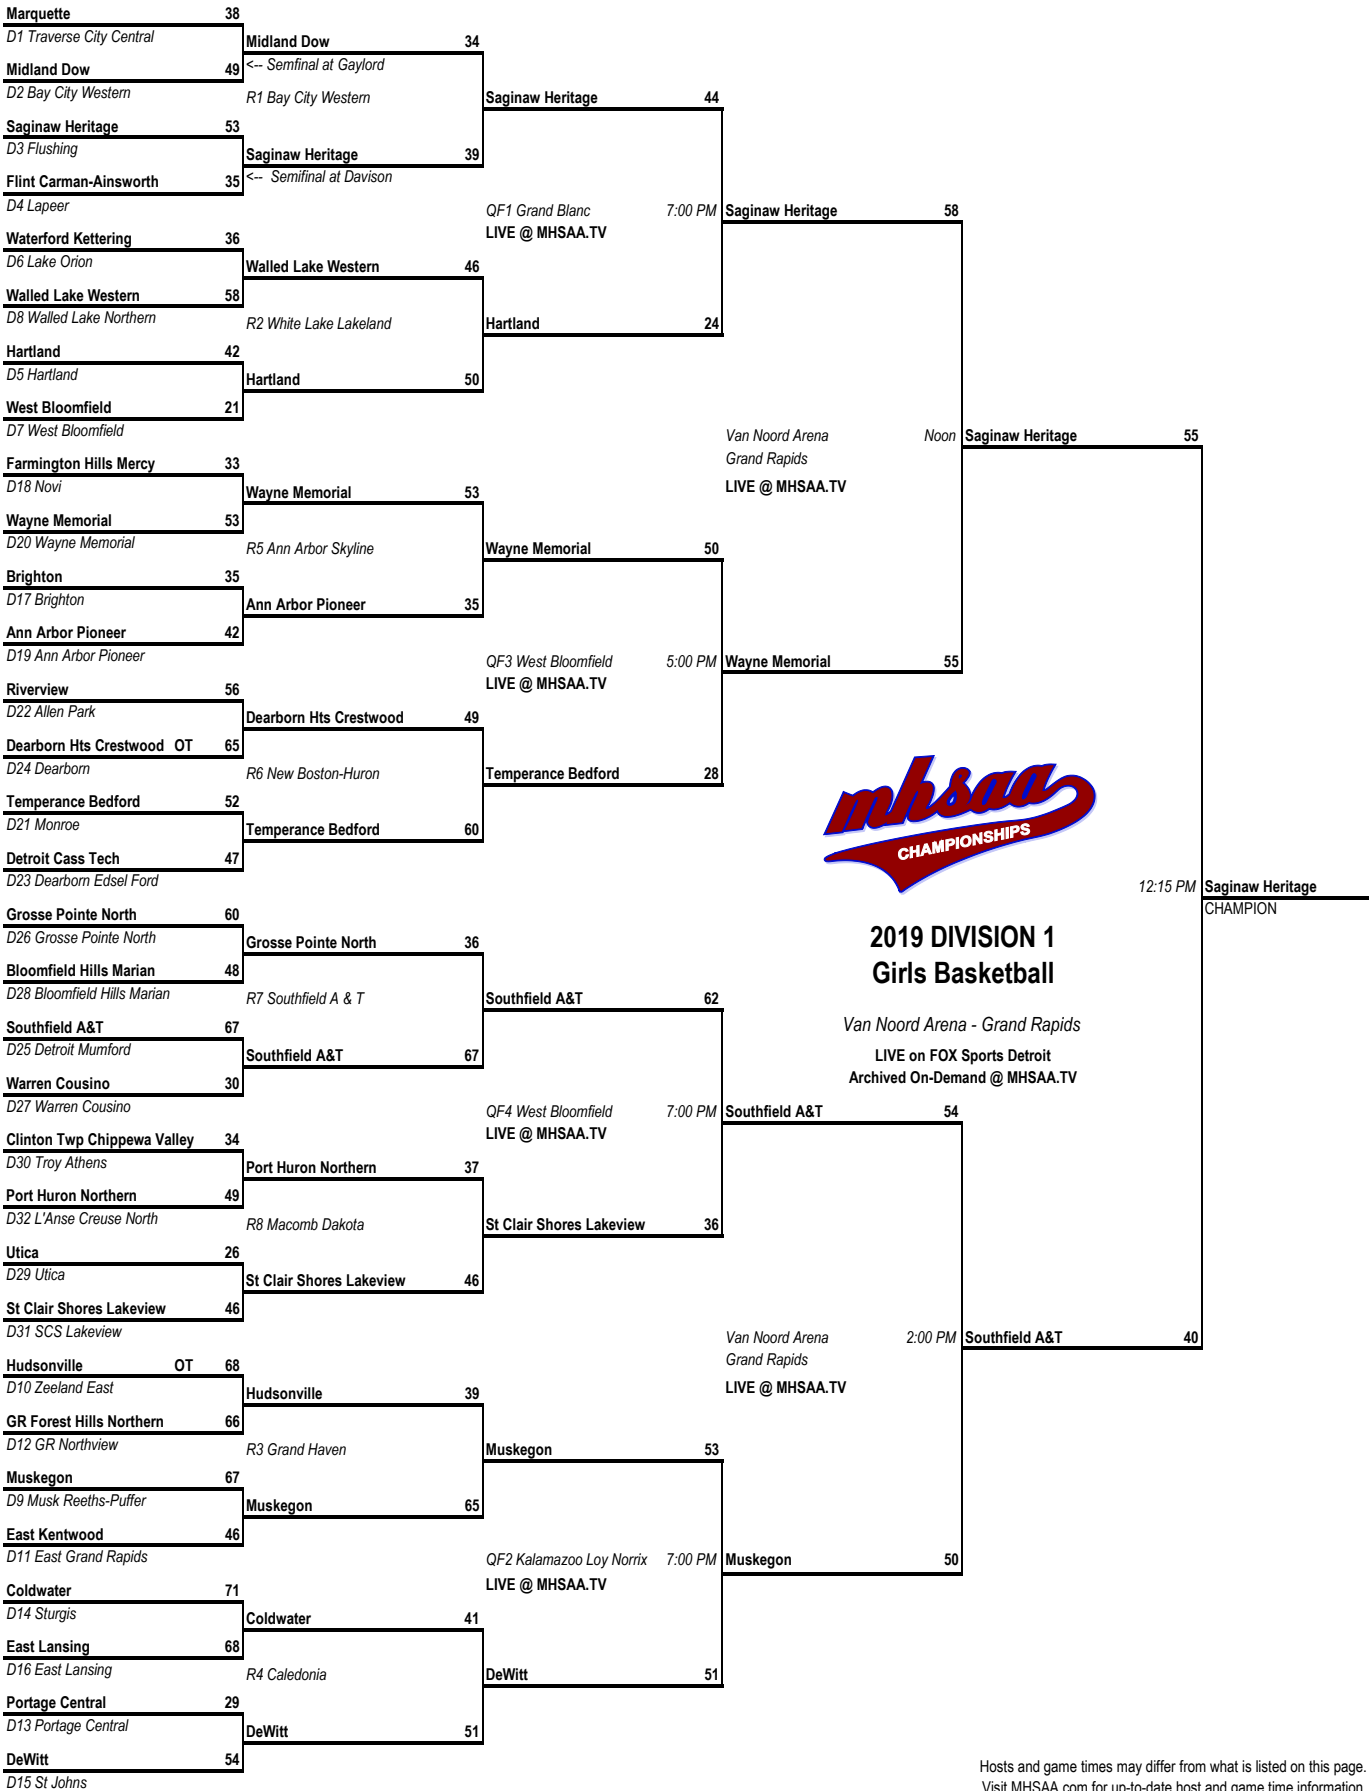 Marquette 38
D1 Traverse City Central
Midland Dow 34
Midland Dow 49
<-- Semfinal at Gaylord
D2 Bay City Western
R1 Bay City Western
Saginaw Heritage 44
Saginaw Heritage 53
D3 Flushing
Saginaw Heritage 39
Flint Carman-Ainsworth 35
<-- Semifinal at Davison
D4 Lapeer
QF1 Grand Blanc 7:00 PM
Saginaw Heritage 58
LIVE @ MHSAA.TV
Waterford Kettering 36
D6 Lake Orion
Walled Lake Western 46
Walled Lake Western 58
D8 Walled Lake Northern
R2 White Lake Lakeland
Hartland 24
Hartland 42
D5 Hartland
Hartland 50
West Bloomfield 21
D7 West Bloomfield
Van Noord Arena Noon
Saginaw Heritage 55
Grand Rapids
LIVE @ MHSAA.TV
Farmington Hills Mercy 33
D18 Novi
Wayne Memorial 53
Wayne Memorial 53
D20 Wayne Memorial
R5 Ann Arbor Skyline
Wayne Memorial 50
Brighton 35
D17 Brighton
Ann Arbor Pioneer 35
Ann Arbor Pioneer 42
D19 Ann Arbor Pioneer
QF3 West Bloomfield 5:00 PM
Wayne Memorial 55
LIVE @ MHSAA.TV
Riverview 56
D22 Allen Park
Dearborn Hts Crestwood 49
Dearborn Hts Crestwood OT 65
D24 Dearborn
R6 New Boston-Huron
Temperance Bedford 28
Temperance Bedford 52
D21 Monroe
Temperance Bedford 60
Detroit Cass Tech 47
D23 Dearborn Edsel Ford
mhsaa
CHAMPIONSHIPS
12:15 PM
Saginaw Heritage
CHAMPION
Grosse Pointe North 60
D26 Grosse Pointe North
Grosse Pointe North 36
2019 DIVISION 1
Girls Basketball
Bloomfield Hills Marian 48
D28 Bloomfield Hills Marian
R7 Southfield A & T
Southfield A&T 62
Van Noord Arena - Grand Rapids
LIVE on FOX Sports Detroit
Archived On-Demand @ MHSAA.TV
Southfield A&T 67
D25 Detroit Mumford
Southfield A&T 67
Warren Cousino 30
D27 Warren Cousino
QF4 West Bloomfield 7:00 PM
Southfield A&T 54
LIVE @ MHSAA.TV
Clinton Twp Chippewa Valley 34
D30 Troy Athens
Port Huron Northern 37
Port Huron Northern 49
D32 L'Anse Creuse North
R8 Macomb Dakota
St Clair Shores Lakeview 36
Utica 26
D29 Utica
St Clair Shores Lakeview 46
St Clair Shores Lakeview 46
D31 SCS Lakeview
Van Noord Arena 2:00 PM
Southfield A&T 40
Grand Rapids
LIVE @ MHSAA.TV
Hudsonville OT 68
D10 Zeeland East
Hudsonville 39
GR Forest Hills Northern 66
D12 GR Northview
R3 Grand Haven
Muskegon 53
Muskegon 67
D9 Musk Reeths-Puffer
Muskegon 65
East Kentwood 46
D11 East Grand Rapids
QF2 Kalamazoo Loy Norrix 7:00 PM
Muskegon 50
LIVE @ MHSAA.TV
Coldwater 71
D14 Sturgis
Coldwater 41
East Lansing 68
D16 East Lansing
R4 Caledonia
DeWitt 51
Portage Central 29
D13 Portage Central
DeWitt 51
DeWitt 54
D15 St Johns
Hosts and game times may differ from what is listed on this page.
Visit MHSAA.com for up-to-date host and game time information.